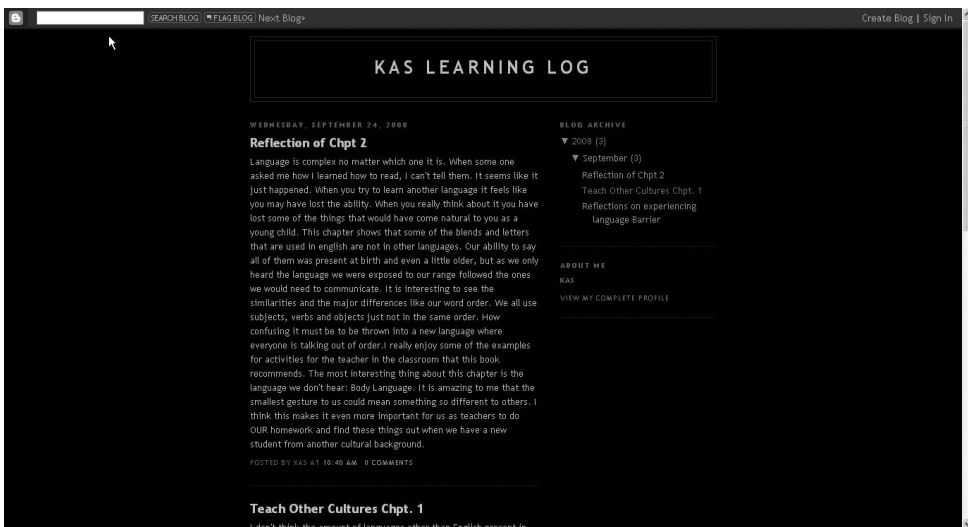 SEARCH BLOG FLAG BLOG Next Blog» Create Blog | Sign In
KAS LEARNING LOG
WEDNESDAY, SEPTEMBER 24, 2008
Reflection of Chpt 2
Language is complex no matter which one it is. When some one
asked me how I learned how to read, I can't tell them. It seems like it
just happened. When you try to learn another language it feels like
you may have lost the ability. When you really think about it you have
lost some of the things that would have come natural to you as a
young child. This chapter shows that some of the blends and letters
that are used in english are not in other languages. Our ability to say
all of them was present at birth and even a little older, but as we only
heard the language we were exposed to our range followed the ones
we would need to communicate. It is interesting to see the
similarities and the major differences like our word order. We all use
subjects, verbs and objects just not in the same order. How
confusing it must be to be thrown into a new language where
everyone is talking out of order.I really enjoy some of the examples
for activities for the teacher in the classroom that this book
recommends. The most interesting thing about this chapter is the
language we don't hear: Body Language. It is amazing to me that the
smallest gesture to us could mean something so different to others. I
think this makes it even more important for us as teachers to do
OUR homework and find these things out when we have a new
student from another cultural background.
POSTED BY KAS AT 10:40 AM 0 COMMENTS
Teach Other Cultures Chpt. 1
I don't think the amount of languages other than English present in
BLOG ARCHIVE
▼ 2008 (3)
▼ September (3)
Reflection of Chpt 2
Teach Other Cultures Chpt. 1
Reflections on experiencing
language Barrier
ABOUT ME
KAS
VIEW MY COMPLETE PROFILE